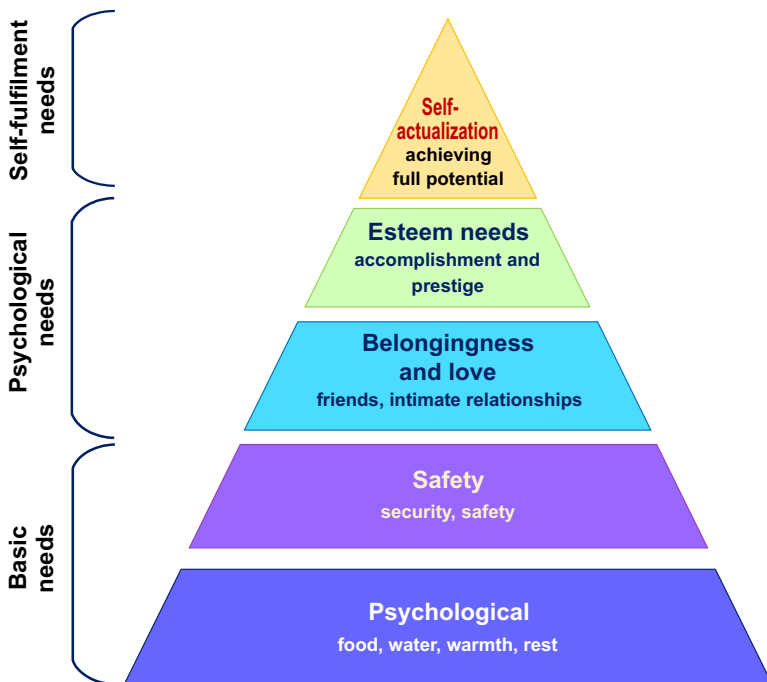 Self-fulfilment
needs
Self-
actualization
achieving
full potential
Psychological
needs
Esteem needs
accomplishment and
prestige
Belongingness
and love
friends, intimate relationships
Basic
needs
Safety
security, safety
Psychological
food, water, warmth, rest